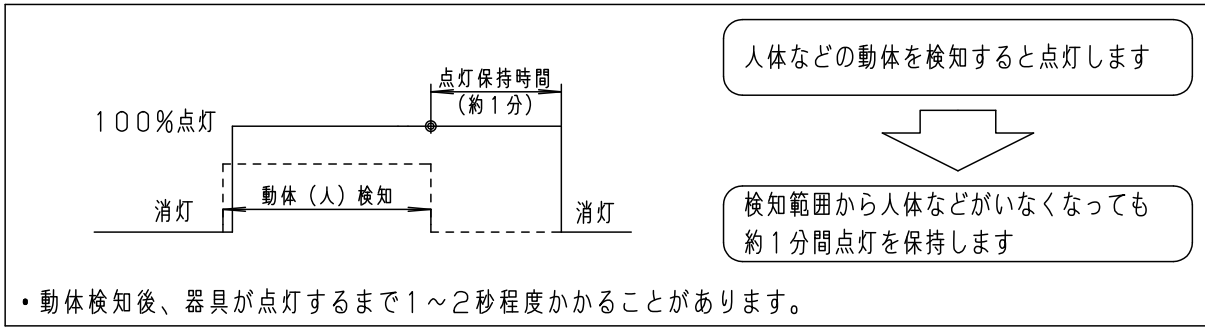 点灯保持時間
(約1分)
100%点灯
動体(人)検知
消灯
消灯
人体などの動体を検知すると点灯します
検知範囲から人体などがいなくなっても
約1分間点灯を保持します
・動体検知後、器具が点灯するまで1~2秒程度かかることがあります。